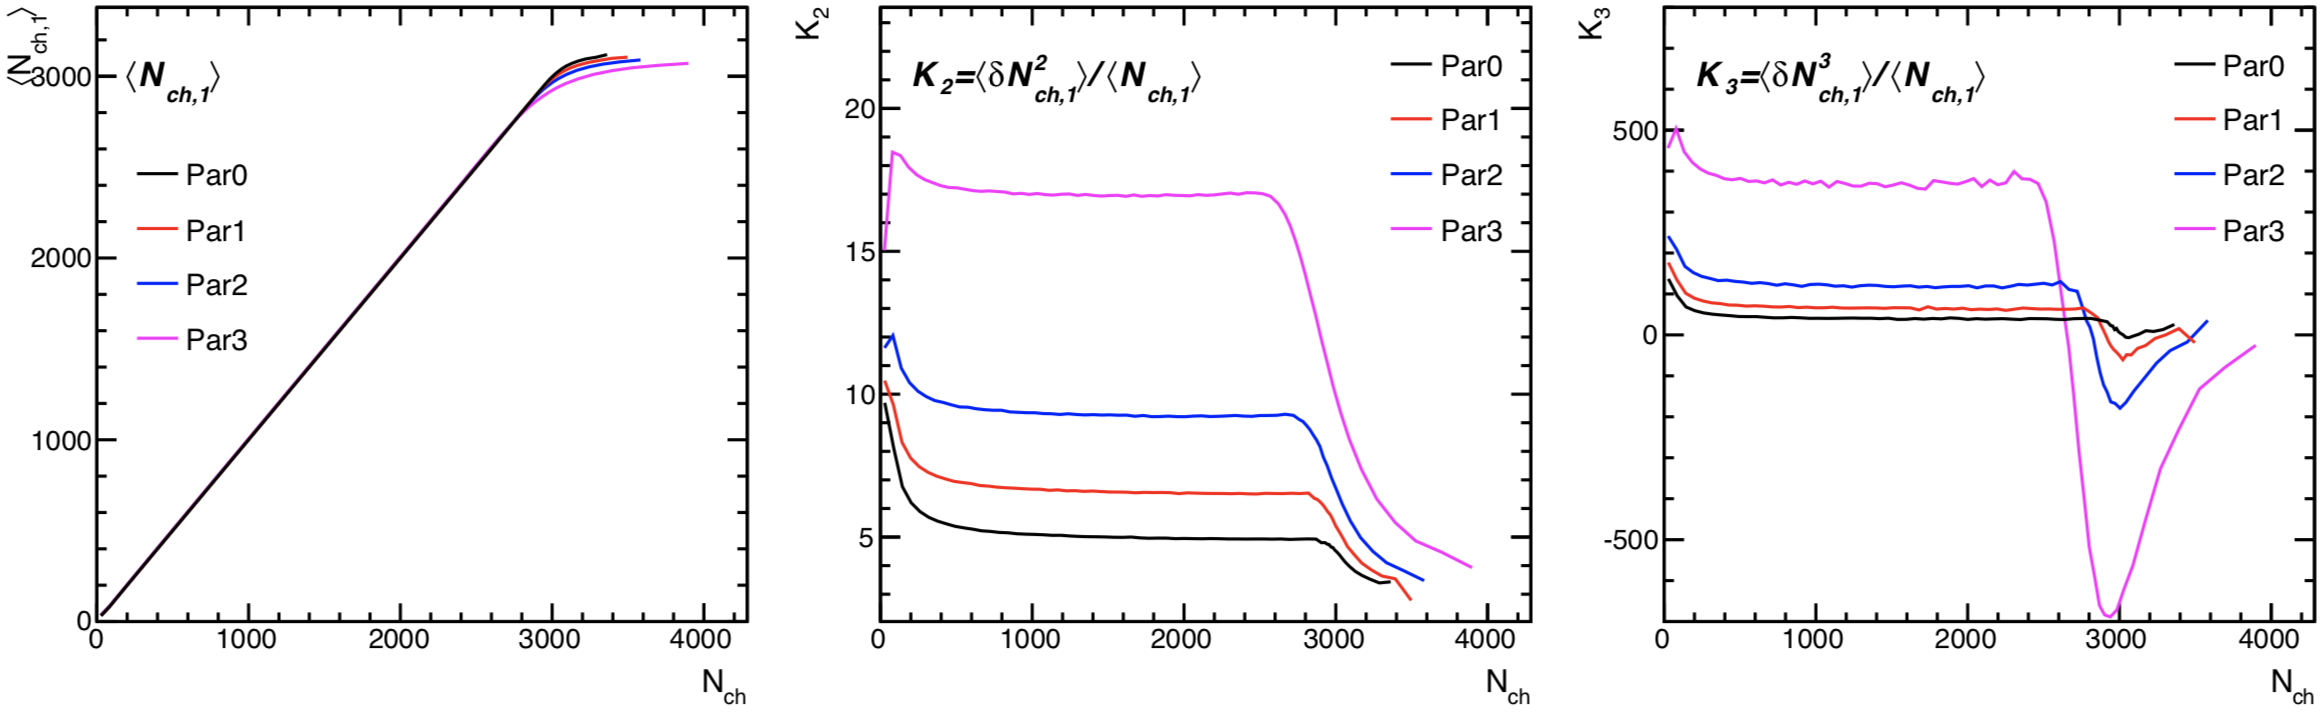 ⟨N_ch,1⟩
3000
2000
1000
0
⟨N_ch,1⟩
Par0
Par1
Par2
Par3
0 1000 2000 3000 4000
N_ch
K_2
20
15
10
5
K_2=⟨δN^2_ch,1⟩/⟨N_ch,1⟩
Par0
Par1
Par2
Par3
0 1000 2000 3000 4000
N_ch
K_3
500
0
-500
K_3=⟨δN^3_ch,1⟩/⟨N_ch,1⟩
Par0
Par1
Par2
Par3
0 1000 2000 3000 4000
N_ch